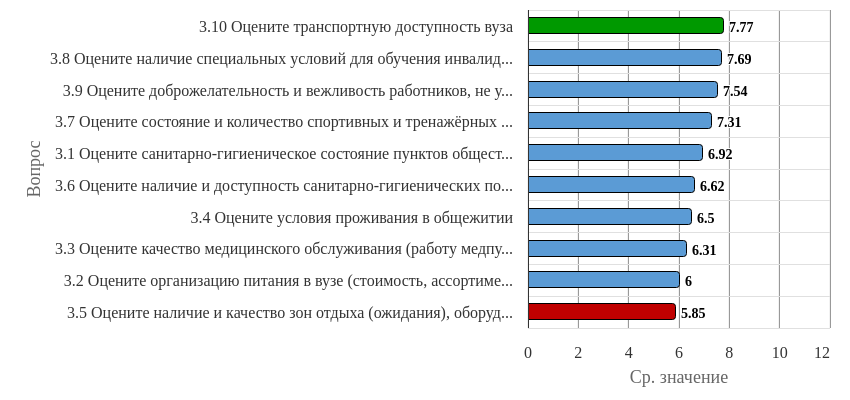 3.10 Оцените транспортную доступность вуза 7.77
3.8 Оцените наличие специальных условий для обучения инвалид... 7.69
3.9 Оцените доброжелательность и вежливость работников, не у... 7.54
3.7 Оцените состояние и количество спортивных и тренажёрных ... 7.31
3.1 Оцените санитарно-гигиеническое состояние пунктов общест... 6.92
3.6 Оцените наличие и доступность санитарно-гигиенических по... 6.62
3.4 Оцените условия проживания в общежитии 6.5
3.3 Оцените качество медицинского обслуживания (работу медпу... 6.31
3.2 Оцените организацию питания в вузе (стоимость, ассортиме... 6
3.5 Оцените наличие и качество зон отдыха (ожидания), оборуд... 5.85
Вопрос
0 2 4 6 8 10 12
Ср. значение